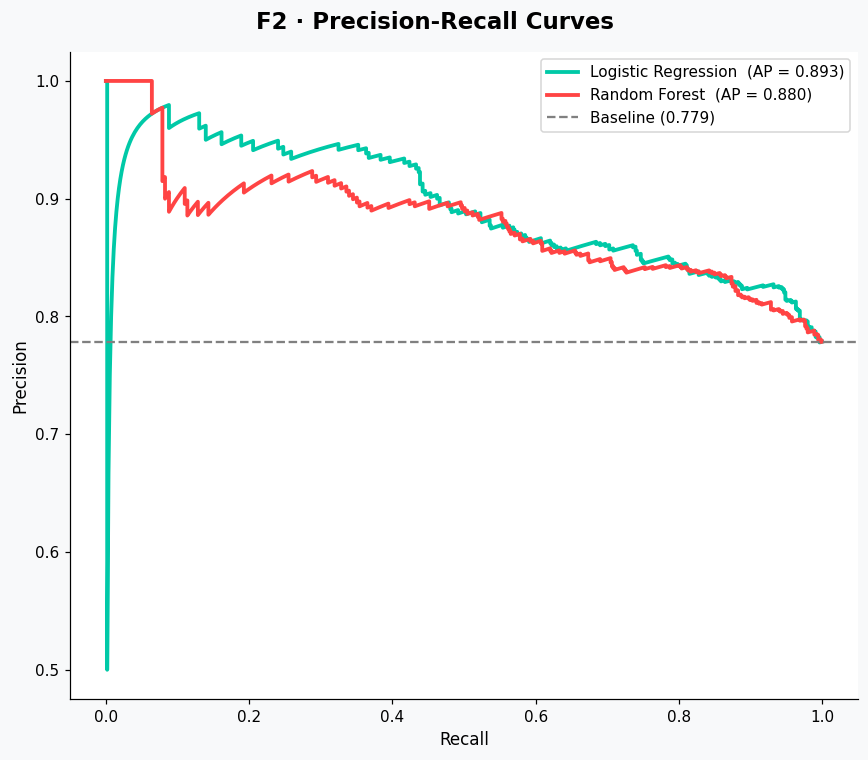 F2 · Precision-Recall Curves
Logistic Regression  (AP = 0.893)
Random Forest  (AP = 0.880)
Baseline (0.779)
1.0
0.9
0.8
0.7
0.6
0.5
Precision
0.0
0.2
0.4
0.6
0.8
1.0
Recall